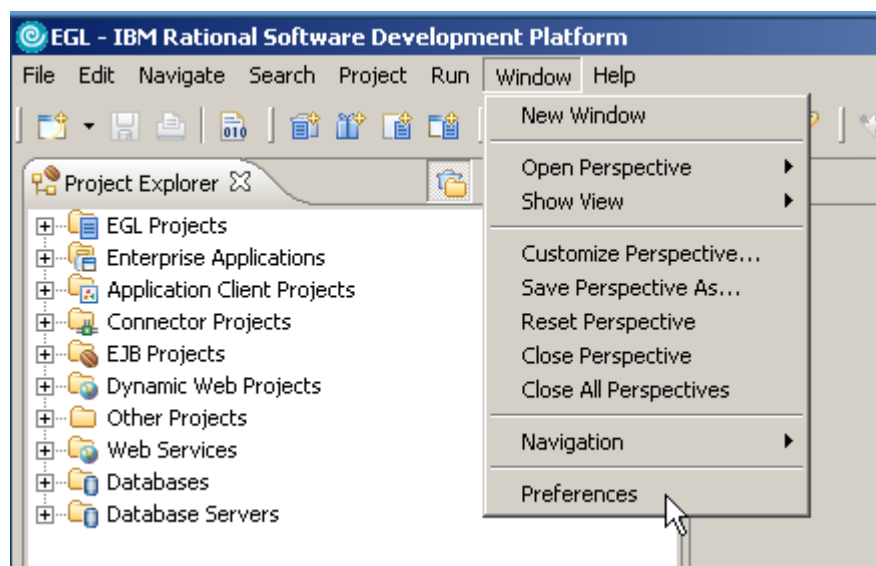 EGL - IBM Rational Software Development Platform
File Edit Navigate Search Project Run Window Help
010
Project Explorer
EGL Projects
Enterprise Applications
Application Client Projects
Connector Projects
EJB Projects
Dynamic Web Projects
Other Projects
Web Services
Databases
Database Servers
New Window
Open Perspective
Show View
Customize Perspective...
Save Perspective As...
Reset Perspective
Close Perspective
Close All Perspectives
Navigation
Preferences